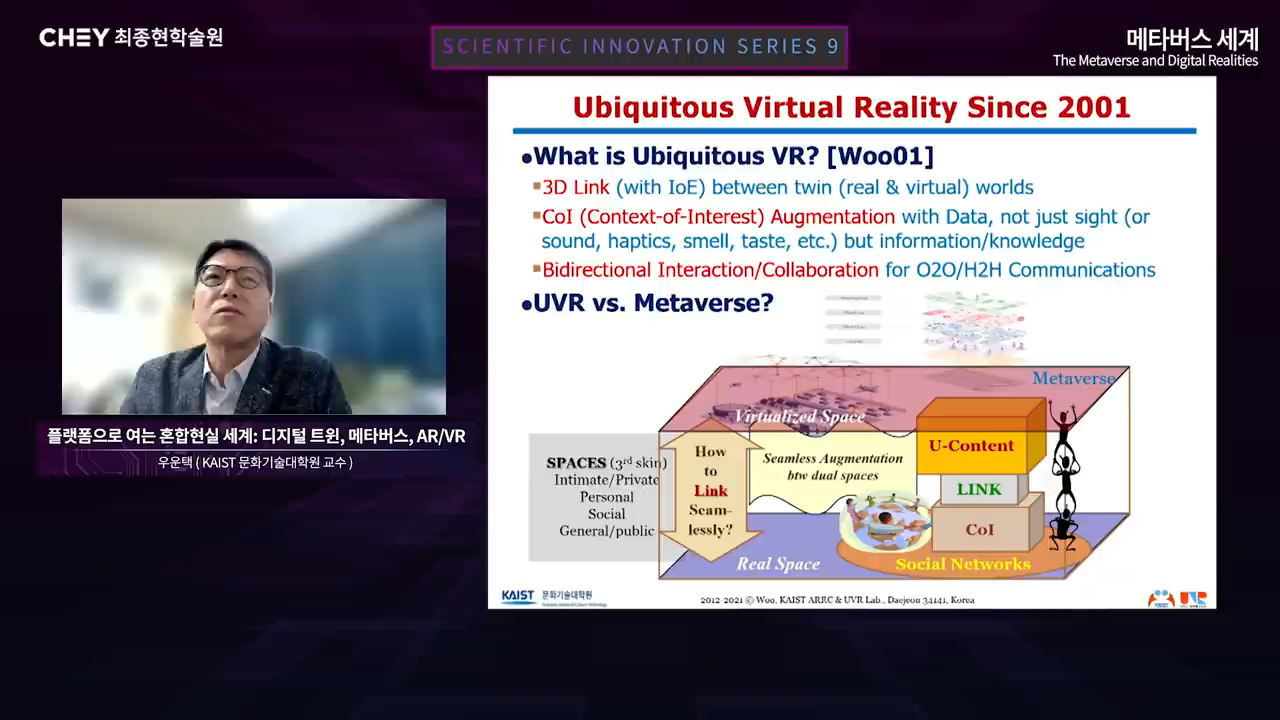 CHEY 최종현학술원
SCIENTIFIC INNOVATION SERIES 9
메타버스 세계
The Metaverse and Digital Realities
Ubiquitous Virtual Reality Since 2001
●What is Ubiquitous VR? [Woo01]
▪3D Link (with IoE) between twin (real & virtual) worlds
▪CoI (Context-of-Interest) Augmentation with Data, not just sight (or
sound, haptics, smell, taste, etc.) but information/knowledge
▪Bidirectional Interaction/Collaboration for O2O/H2H Communications
●UVR vs. Metaverse?
Metaverse
Virtualized Space
SPACES (3rd skin)
Intimate/Private
Personal
Social
General/public
How
to
Link
Seam-
lessly?
Seamless Augmentation
btw dual spaces
U-Content
LINK
CoI
Real Space
Social Networks
KAIST 문화기술대학원
2012-2021 © Woo, KAIST ARRC & UVR Lab., Daejeon 34141, Korea
플랫폼으로 여는 혼합현실 세계: 디지털 트윈, 메타버스, AR/VR
우운택 ( KAIST 문화기술대학원 교수 )